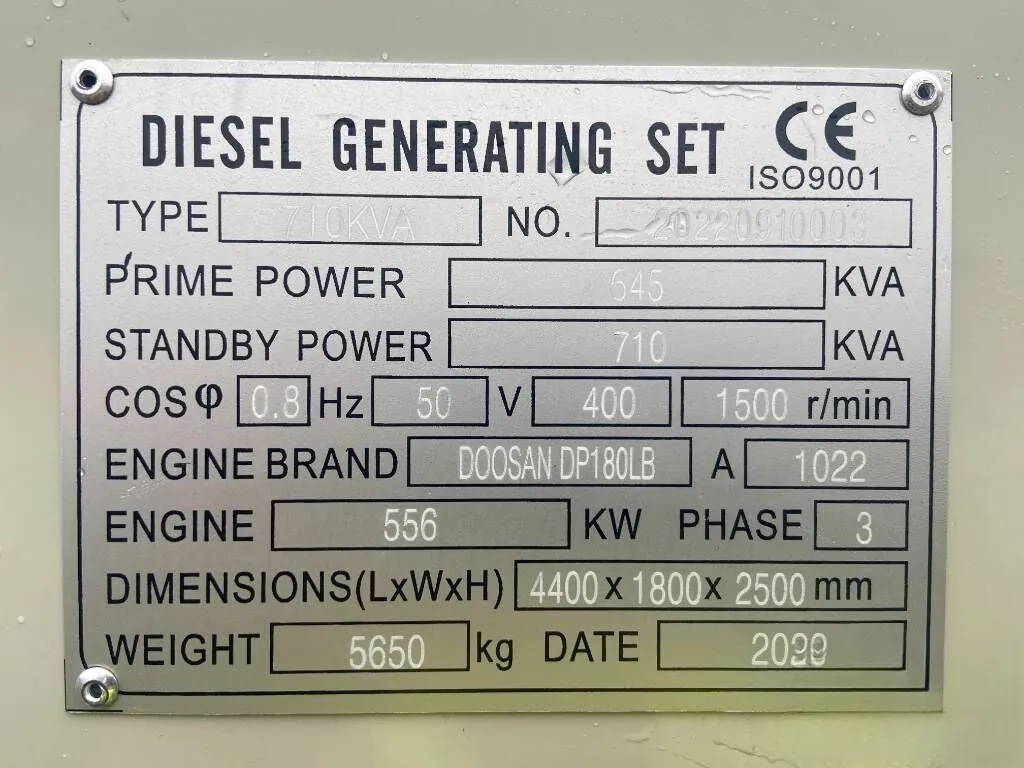 DIESEL GENERATING SET CE
ISO9001
TYPE 710KVA NO. 20220910003
PRIME POWER 645 KVA
STANDBY POWER 710 KVA
COSφ 0.8 Hz 50 V 400 1500 r/min
ENGINE BRAND DOOSAN DP180LB A 1022
ENGINE 556 KW PHASE 3
DIMENSIONS(LxWxH) 4400 x 1800 x 2500 mm
WEIGHT 5650 kg DATE